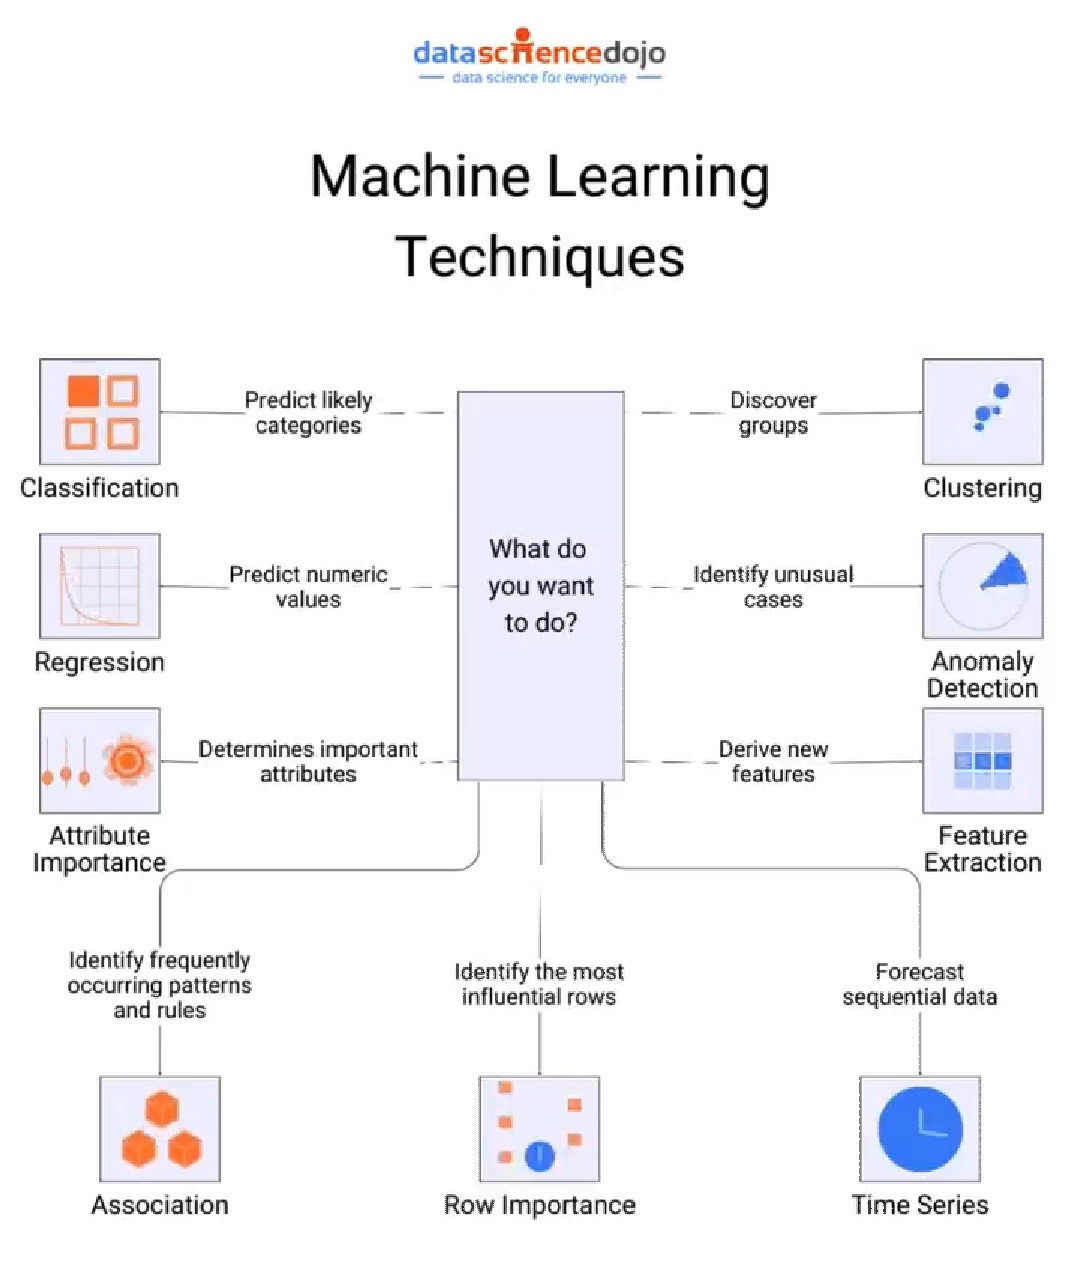 datasciencedojo
data science for everyone
Machine Learning
Techniques
Predict likely
categories
Classification
Discover
groups
Clustering
What do
you want
to do?
Predict numeric
values
Regression
Identify unusual
cases
Anomaly
Detection
Determines important
attributes
Attribute
Importance
Derive new
features
Feature
Extraction
Identify frequently
occurring patterns
and rules
Association
Identify the most
influential rows
Row Importance
Forecast
sequential data
Time Series